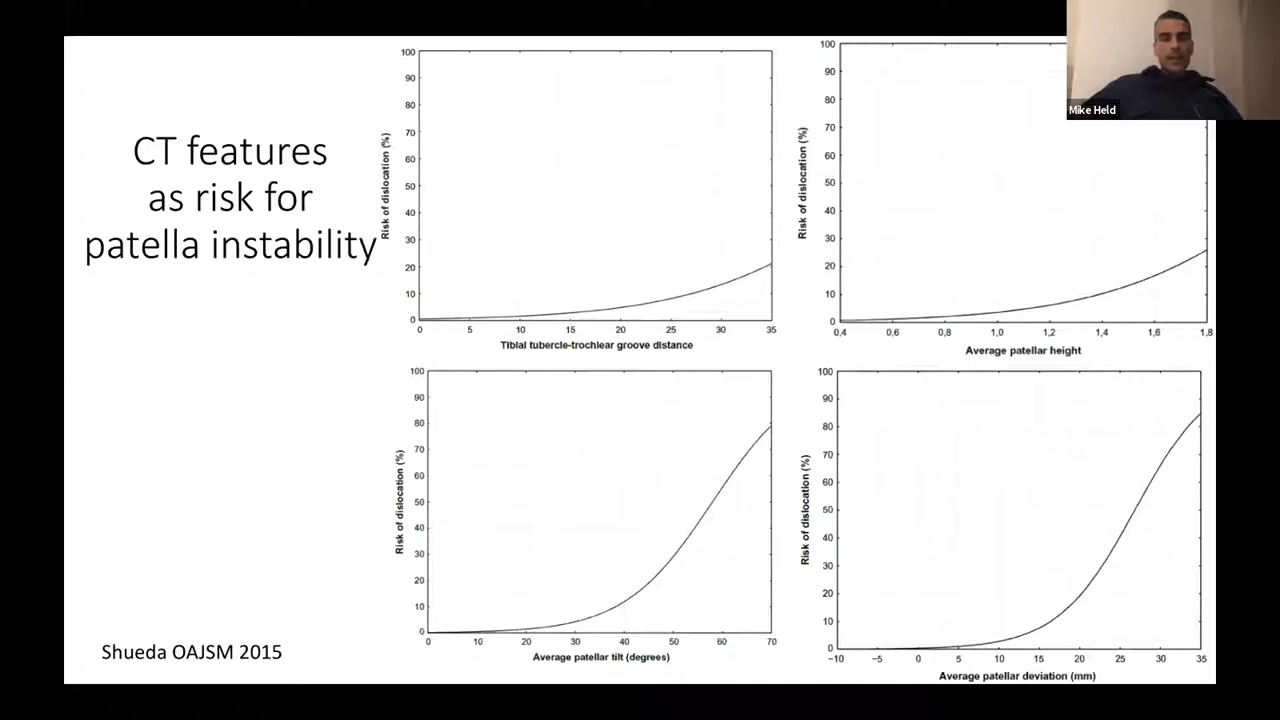 CT features
as risk for
patella instability
Shueda OAJSM 2015
Mike Held
Risk of dislocation (%)
100
90
80
70
60
50
40
30
20
10
0
0 5 10 15 20 25 30 35
Tibial tubercle-trochlear groove distance
Risk of dislocation (%)
100
90
80
70
60
50
40
30
20
10
0
0,4 0,6 0,8 1,0 1,2 1,4 1,6 1,8
Average patellar height
Risk of dislocation (%)
100
90
80
70
60
50
40
30
20
10
0
0 10 20 30 40 50 60 70
Average patellar tilt (degrees)
Risk of dislocation (%)
100
90
80
70
60
50
40
30
20
10
0
−10 −5 0 5 10 15 20 25 30 35
Average patellar deviation (mm)